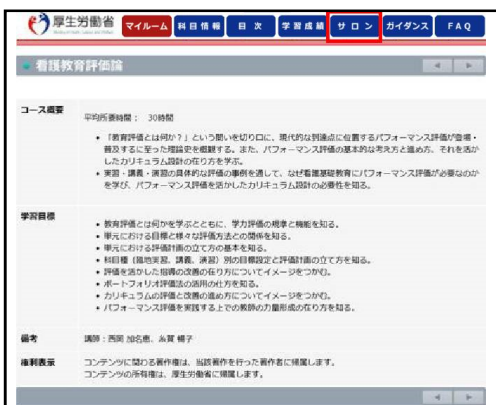 厚生労働省 マイルーム 科目情報 目次 学習成績 サロン ガイダンス FAQ
看護教育評価論
コース概要
平均所要時間： 30時間
• 「教育評価とは何か？」という問いを切り口に、現代的な到達点に位置するパフォーマンス評価が登場・
普及するに至った理論史を概観する。また、パフォーマンス評価の基本的な考え方と進め方、それを活か
したカリキュラム設計の在り方を学ぶ。
• 実習・講義・演習の具体的な評価の事例を通して、なぜ看護基礎教育にパフォーマンス評価が必要なのか
を学び、パフォーマンス評価を活かしたカリキュラム設計の必要性を知る。
学習目標
• 教育評価とは何かを学ぶとともに、学力評価の規準と機能を知る。
• 単元における目標と様々な評価方法との関係を知る。
• 単元における評価計画の立て方の基本を知る。
• 科目種（臨地実習、講義、演習）別の目標設定と評価計画の立て方を知る。
• 評価を活かした指導の改善の在り方についてイメージをつかむ。
• ポートフォリオ評価法の活用の仕方を知る。
• カリキュラムの評価と改善の進め方についてイメージをつかむ。
• パフォーマンス評価を実践する上での教師の力量形成の在り方を知る。
備考
講師：西岡 加名恵、糸賀 暢子
権利表示
コンテンツに関わる著作権は、当該著作を行った著作者に帰属します。
コンテンツの所有権は、厚生労働省に帰属します。